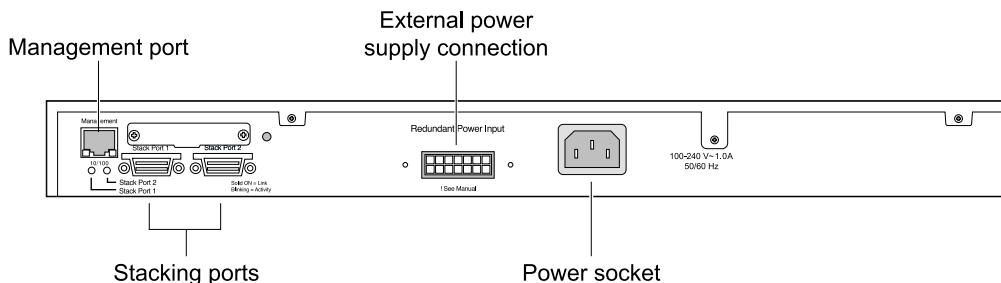 External power
supply connection
Management port
Management
Redundant Power Input
Stack Port 1
Stack Port 2
10/100
100-240 V~1.0A
50/60 Hz
Stack Port 2
Stack Port 1
Solid ON = Link
Blinking = Activity
! See Manual
Stacking ports
Power socket